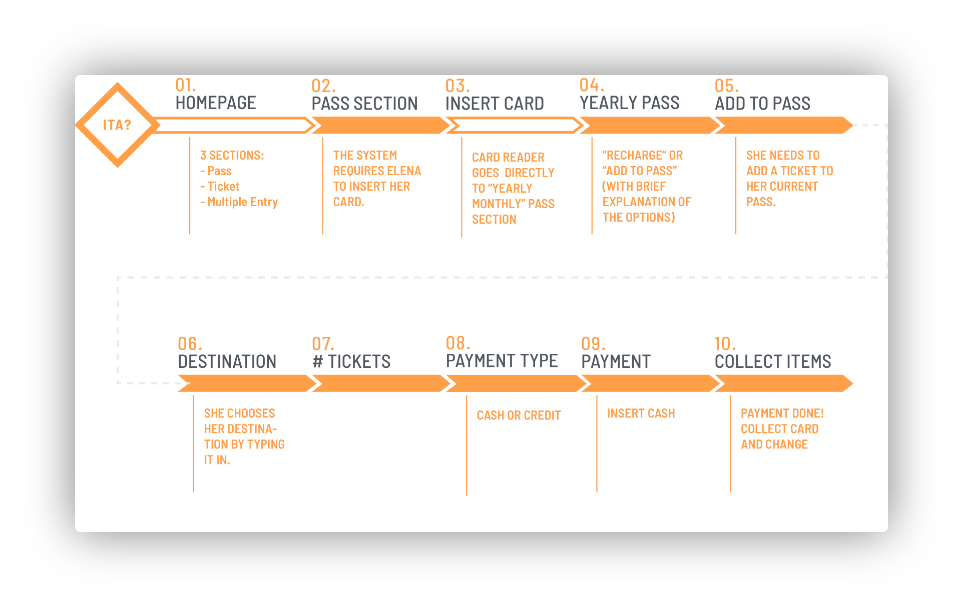 ITA?
01.
HOMEPAGE
3 SECTIONS:
- Pass
- Ticket
- Multiple Entry
02.
PASS SECTION
THE SYSTEM
REQUIRES ELENA
TO INSERT HER
CARD.
03.
INSERT CARD
CARD READER
GOES DIRECTLY
TO "YEARLY
MONTHLY" PASS
SECTION
04.
YEARLY PASS
"RECHARGE" OR
"ADD TO PASS"
(WITH BRIEF
EXPLANATION OF
THE OPTIONS)
05.
ADD TO PASS
SHE NEEDS TO
ADD A TICKET TO
HER CURRENT
PASS.
06.
DESTINATION
SHE CHOOSES
HER DESTINA-
TION BY TYPING
IT IN.
07.
# TICKETS
08.
PAYMENT TYPE
CASH OR CREDIT
09.
PAYMENT
INSERT CASH
10.
COLLECT ITEMS
PAYMENT DONE!
COLLECT CARD
AND CHANGE